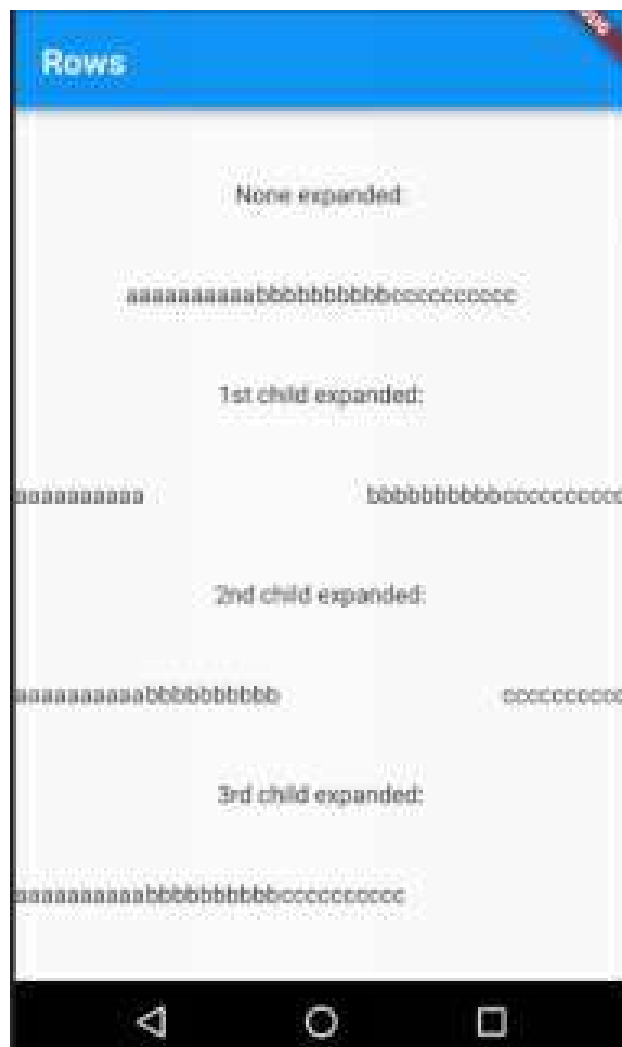 Rows
None expanded:
aaaaaaaaaabbbbbbbbbbcccccccccc
1st child expanded:
aaaaaaaaaa bbbbbbbbbbcccccccccc
2nd child expanded:
aaaaaaaaaabbbbbbbbbb cccccccccc
3rd child expanded:
aaaaaaaaaabbbbbbbbbbcccccccccc